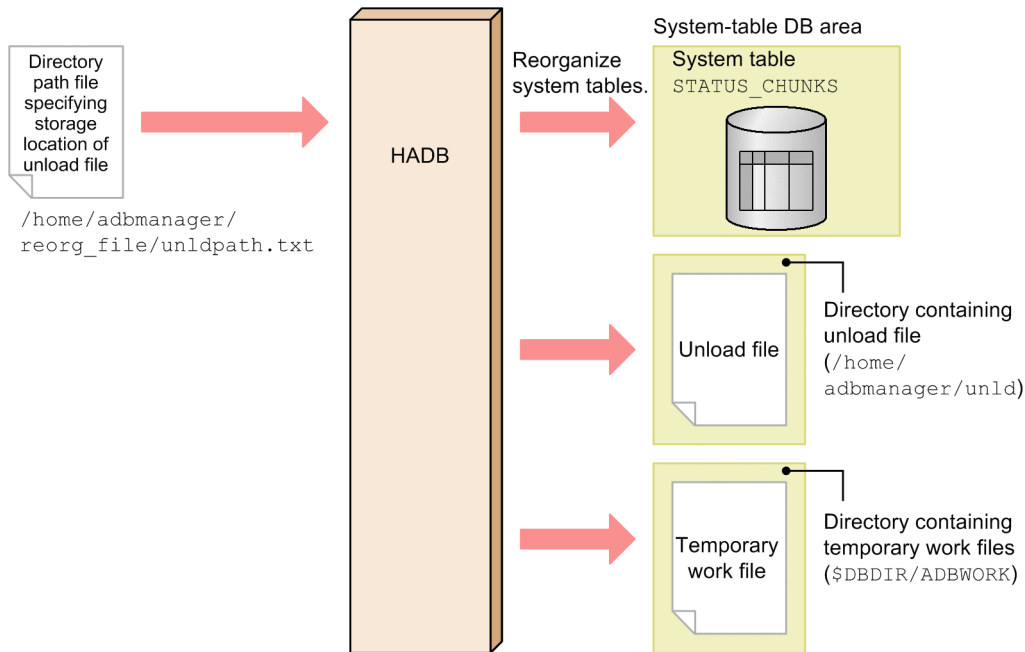 Directory
path file
specifying
storage
location of
unload file
/home/adbmanager/
reorg_file/unldpath.txt
HADB
Reorganize
system tables.
System-table DB area
System table
STATUS_CHUNKS
Unload file
Directory containing
unload file
(/home/
adbmanager/unld)
Temporary
work file
Directory containing
temporary work files
($DBDIR/ADBWORK)